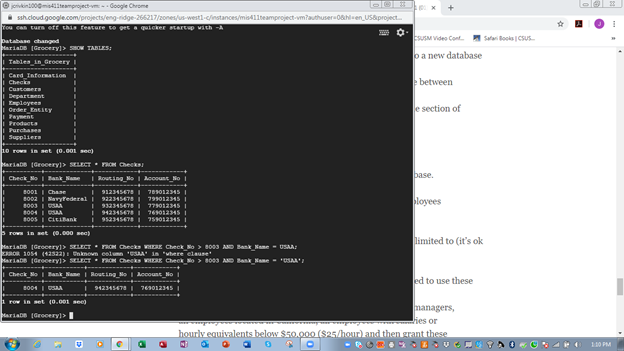 jcrivkin100@mis411teamproject-vm: ~ - Google Chrome
ssh.cloud.google.com/projects/eng-ridge-266217/zones/us-west1-c/instances/mis411teamproject-vm?authuser=0&hl=en_US&project...
You can turn off this feature to get a quicker startup with -A
Database changed
MariaDB [Grocery]> SHOW TABLES;
+-------------------+
| Tables_in_Grocery |
+-------------------+
| Card_Information |
| Checks |
| Customers |
| Department |
| Employees |
| Order_Entity |
| Payment |
| Products |
| Purchases |
| Suppliers |
+-------------------+
10 rows in set (0.001 sec)
MariaDB [Grocery]> SELECT * FROM Checks;
+----------+-------------+------------+------------+
| Check_No | Bank_Name | Routing_No | Account_No |
+----------+-------------+------------+------------+
| 8001 | Chase | 912345678 | 789012345 |
| 8002 | NavyFederal | 922345678 | 799012345 |
| 8003 | USAA | 932345678 | 779012345 |
| 8004 | USAA | 942345678 | 769012345 |
| 8005 | CitiBank | 952345678 | 759012345 |
+----------+-------------+------------+------------+
5 rows in set (0.000 sec)
MariaDB [Grocery]> SELECT * FROM Checks WHERE Check_No > 8003 AND Bank_Name = USAA;
ERROR 1054 (42S22): Unknown column 'USAA' in 'where clause'
MariaDB [Grocery]> SELECT * FROM Checks WHERE Check_No > 8003 AND Bank_Name = 'USAA';
+----------+-----------+------------+------------+
| Check_No | Bank_Name | Routing_No | Account_No |
+----------+-----------+------------+------------+
| 8004 | USAA | 942345678 | 769012345 |
+----------+-----------+------------+------------+
1 row in set (0.001 sec)
MariaDB [Grocery]>
CSUSM Video Conf...
Safari Books | CSUS...
o a new database
e between
e section of
base.
ployees
limited to (it's ok
ed to use these
managers,
hourly equivalents below $50,000 ($25/hour) and then grant these
1:10 PM